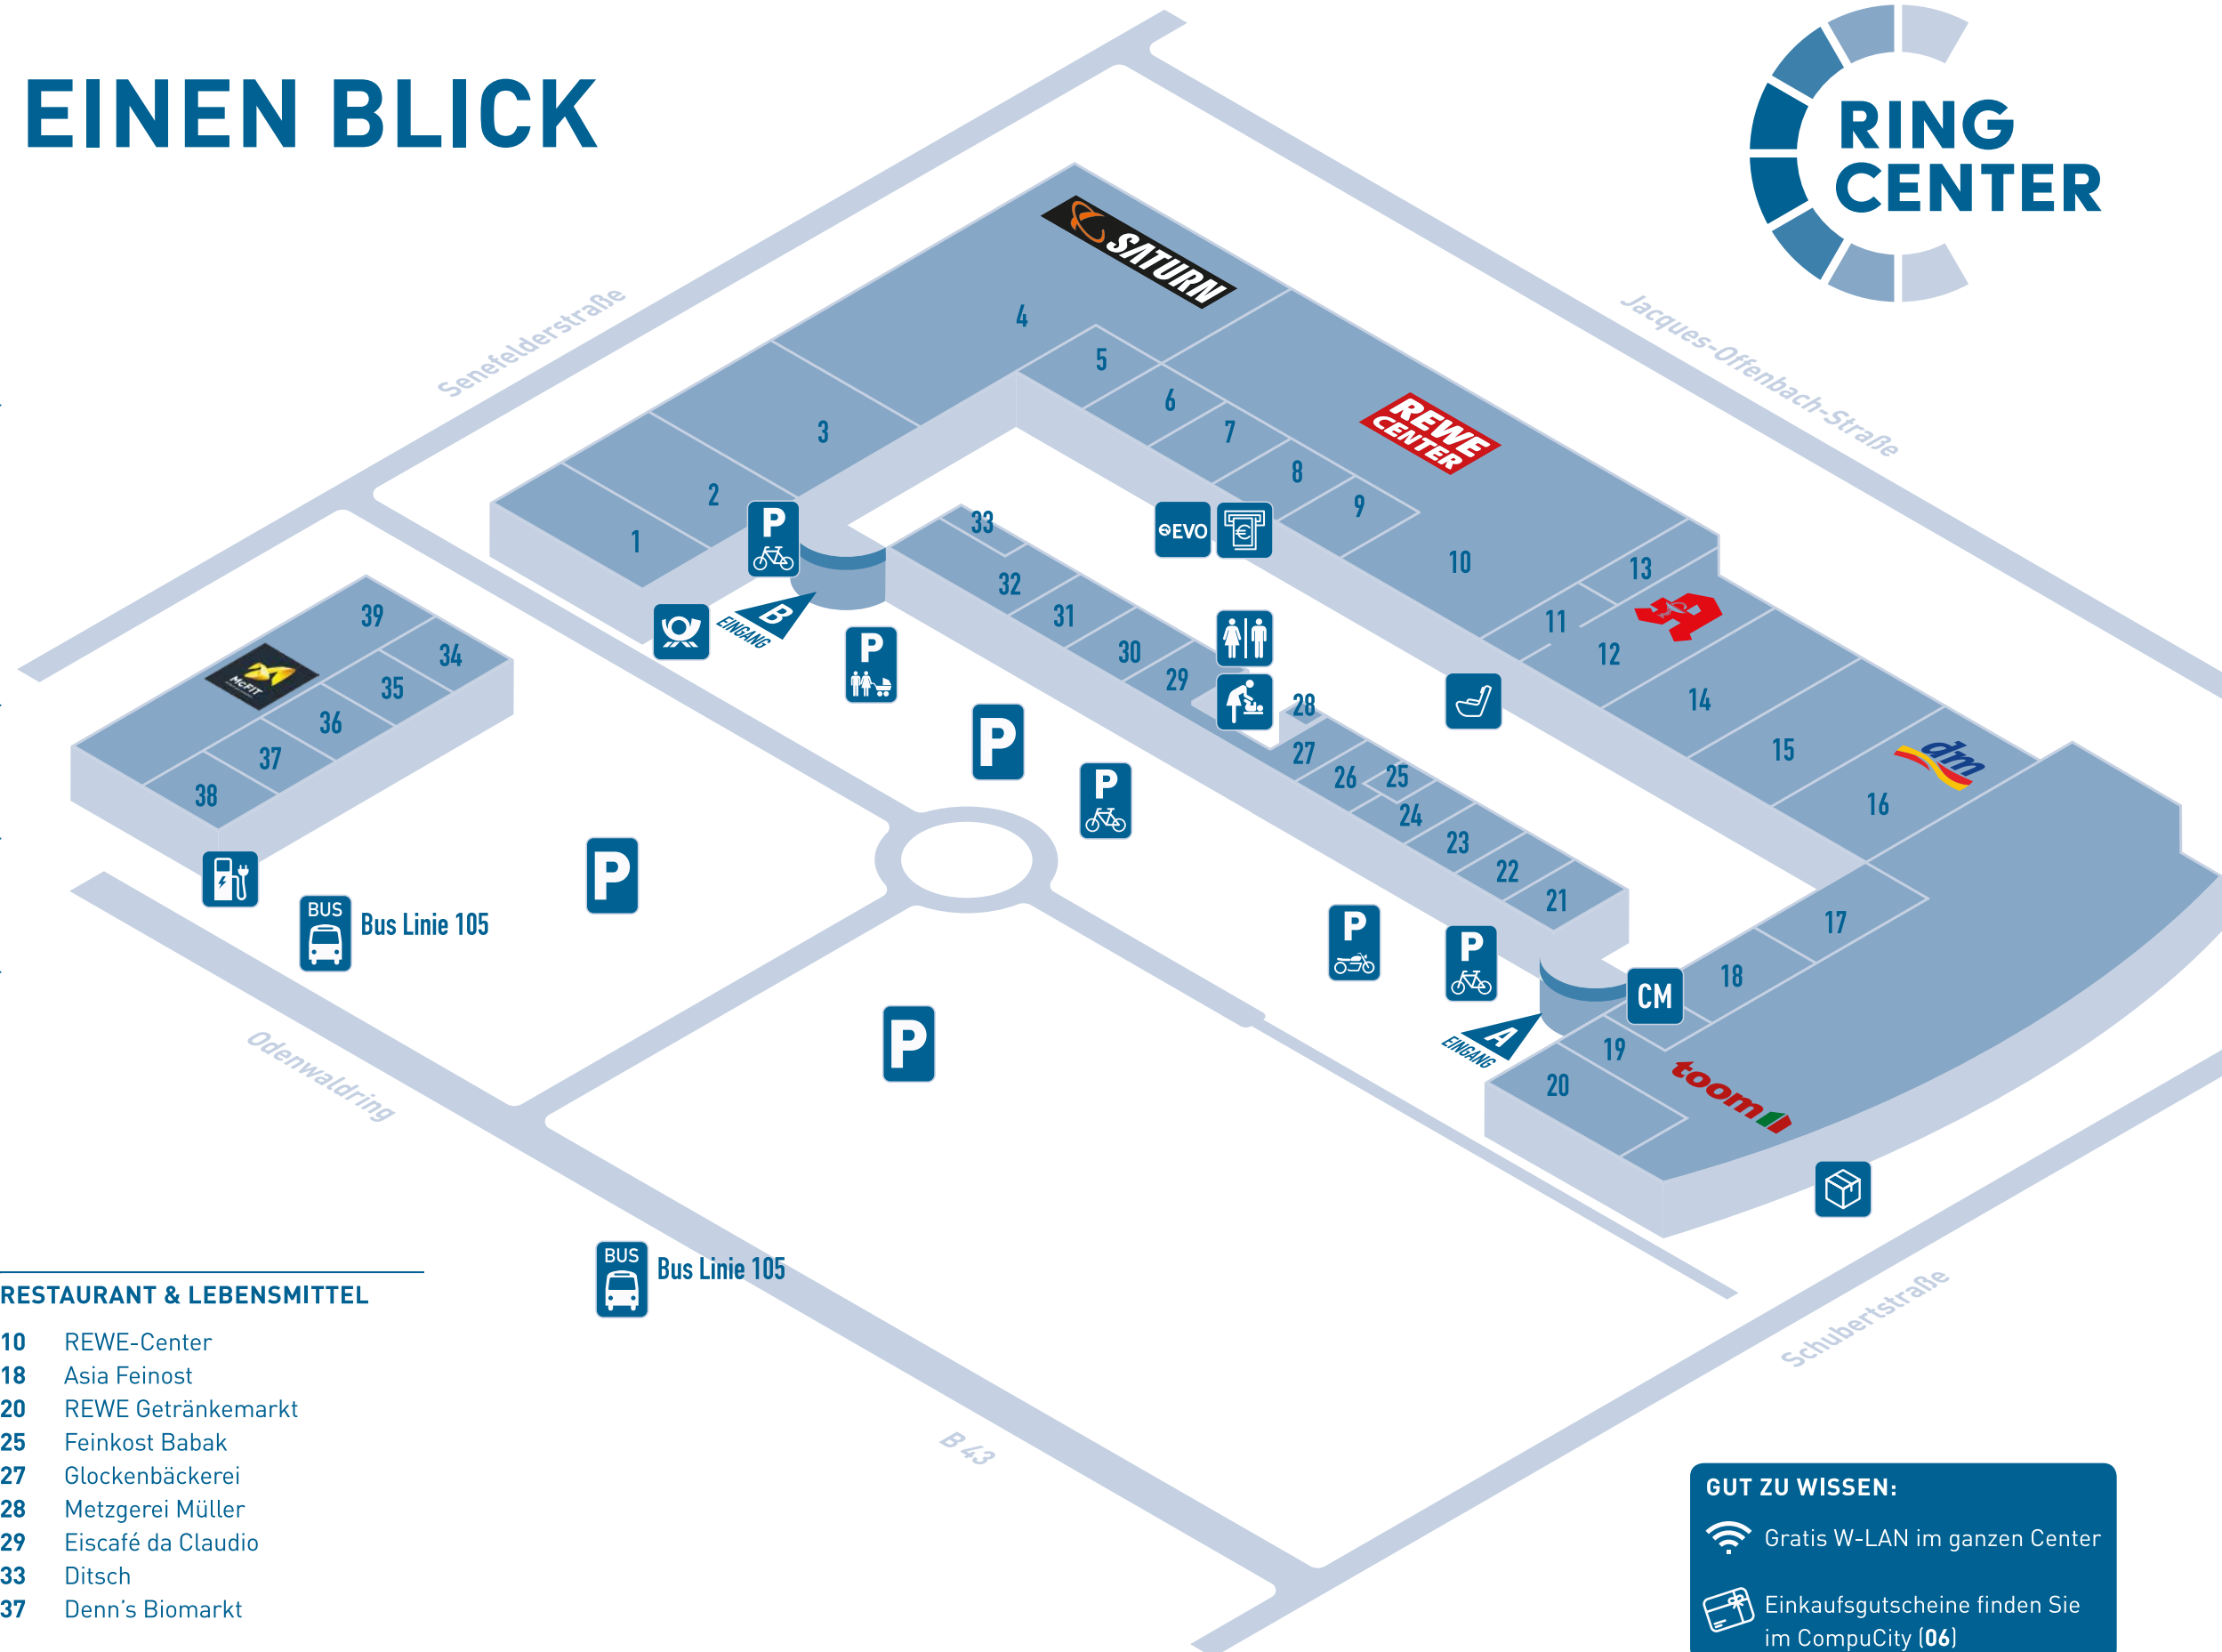 EINEN BLICK
RING
CENTER
Senefelderstraße
Jacques-Offenbach-Straße
SATURN
4
5
6
7
8
9
REWE
CENTER
10
3
2
1
P
33
EVO
€
13
11
12
14
15
dm
16
32
31
30
29
28
27
26
25
24
23
22
21
B
EINGANG
P
P
P
39
34
35
36
37
38
McFIT
P
BUS
Bus Linie 105
P
P
P
CM
17
18
19
20
A
EINGANG
toom
Odenwaldring
BUS
Bus Linie 105
B 43
Schubertstraße
RESTAURANT & LEBENSMITTEL
10 REWE-Center
18 Asia Feinost
20 REWE Getränkemarkt
25 Feinkost Babak
27 Glockenbäckerei
28 Metzgerei Müller
29 Eiscafé da Claudio
33 Ditsch
37 Denn's Biomarkt
GUT ZU WISSEN:
Gratis W-LAN im ganzen Center
Einkaufsgutscheine finden Sie
im CompuCity (06)